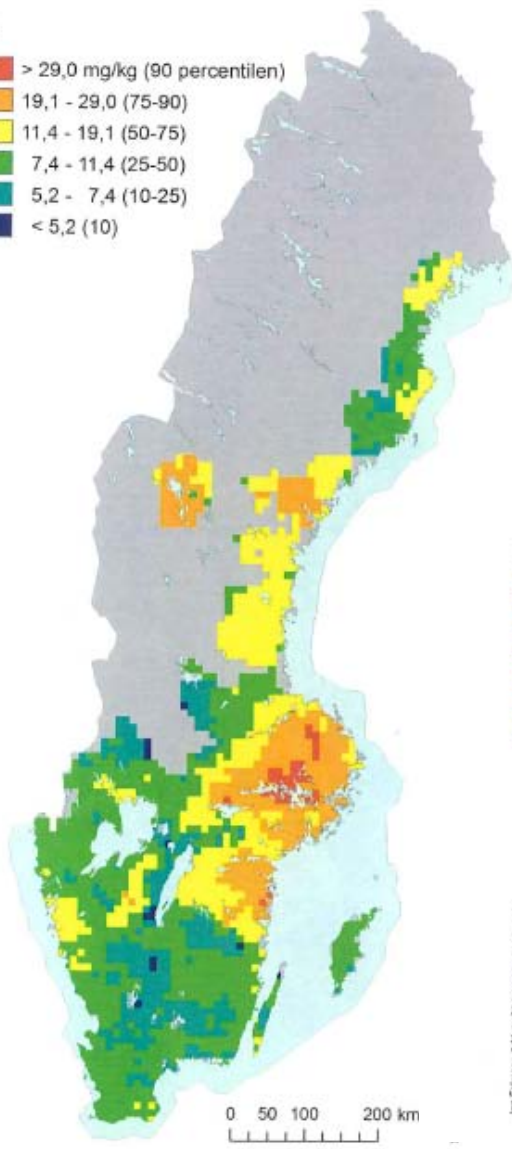 > 29,0 mg/kg (90 percentilen)
19,1 - 29,0 (75-90)
11,4 - 19,1 (50-75)
7,4 - 11,4 (25-50)
5,2 - 7,4 (10-25)
< 5,2 (10)
0 50 100 200 km